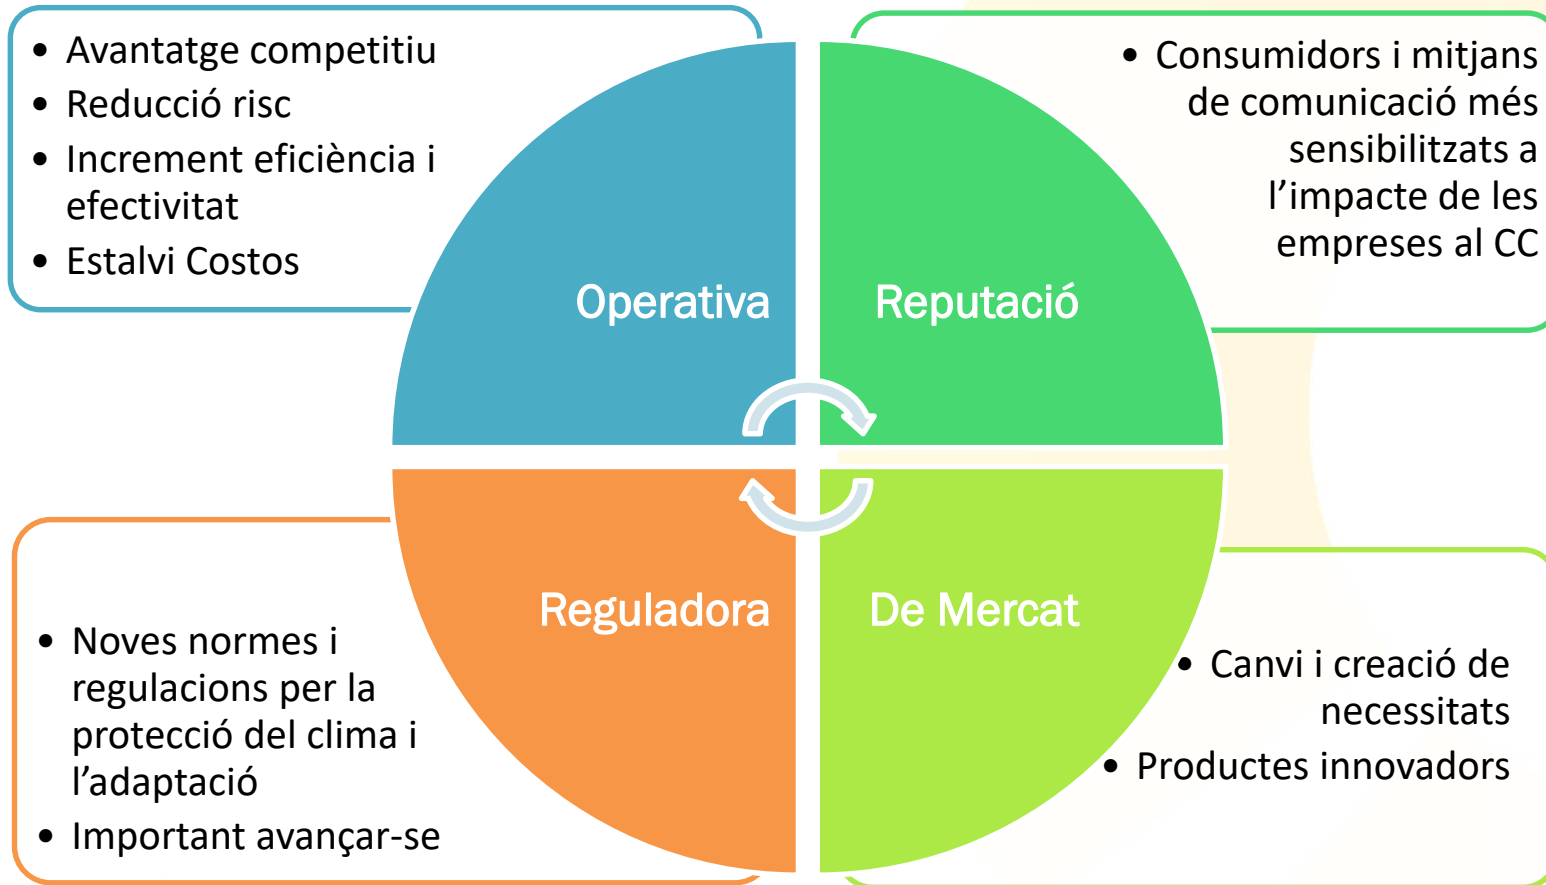 • Avantatge competitiu
• Reducció risc
• Increment eficiència i
efectivitat
• Estalvi Costos
Operativa
• Consumidors i mitjans
de comunicació més
sensibilitzats a
l’impacte de les
empreses al CC
Reputació
Reguladora
• Noves normes i
regulacions per la
protecció del clima i
l’adaptació
• Important avançar-se
De Mercat
• Canvi i creació de
necessitats
• Productes innovadors